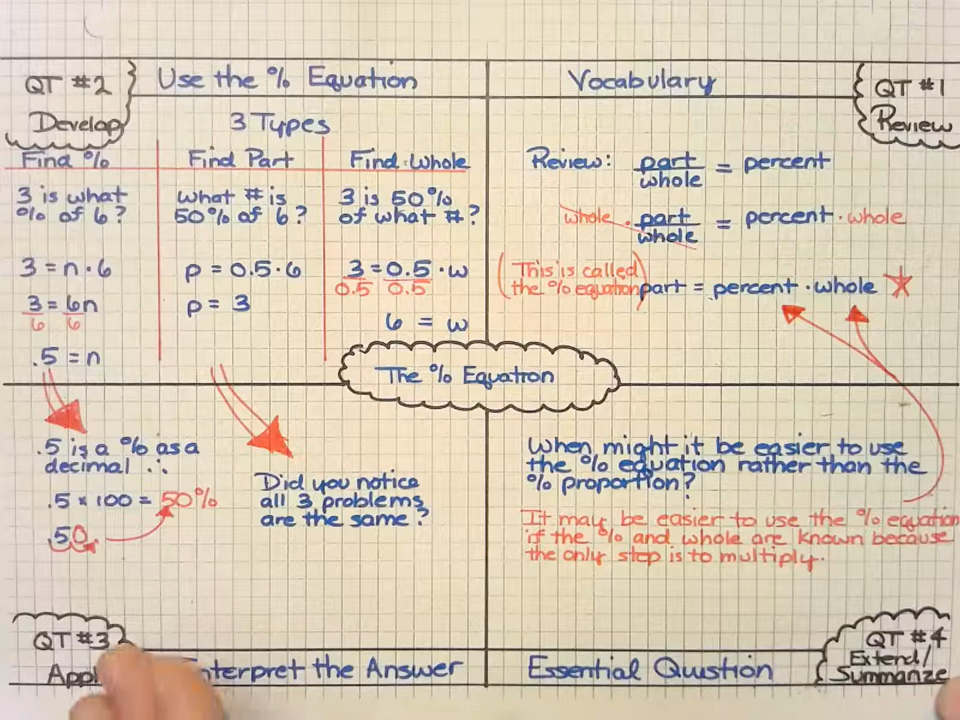 QT #2
Develop
Use the % Equation
3 Types
Find %
3 is what
% of 6?
3 = n · 6
3 = 6n
6 6
.5 = n
Find Part
What # is
50% of 6?
p = 0.5 · 6
p = 3
Find Whole
3 is 50%
of what #?
3 = 0.5 · w
0.5 0.5
6 = w
Vocabulary
QT #1
Review
Review: part = percent
whole
whole · part = percent · whole
whole
(This is called
the % equation)
part = percent · whole
The % Equation
.5 is a % as a
decimal ∴
.5 × 100 = 50%
.50.
Did you notice
all 3 problems
are the same?
QT #3
Appl
nterpret the Answer
When might it be easier to use
the % equation rather than the
% proportion?
It may be easier to use the % equation
if the % and whole are known because
the only step is to multiply.
QT #4
Extend/
Summarize
Essential Question